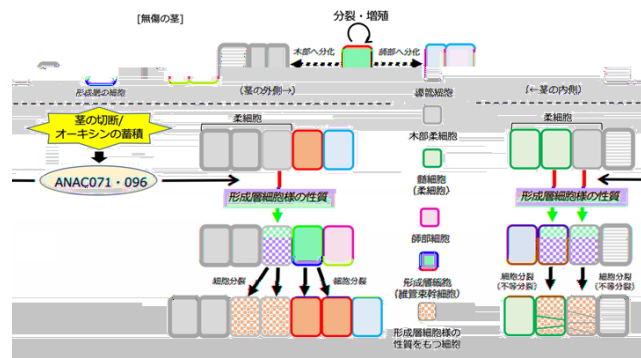 [無傷の茎]
分裂・増殖
木部へ分化
師部へ分化
形成層の細胞
(茎の外側→)
導管細胞
(←茎の内側)
茎の切断/
オーキシンの蓄積
柔細胞
木部柔細胞
柔細胞
ANAC071・096
髄細胞
(柔細胞)
形成層細胞様の性質
形成層細胞様の性質
師部細胞
細胞分裂
細胞分裂
形成層細胞
(維管束幹細胞)
細胞分裂
(不等分裂)
細胞分裂
(不等分裂)
形成層細胞様の
性質をもつ細胞